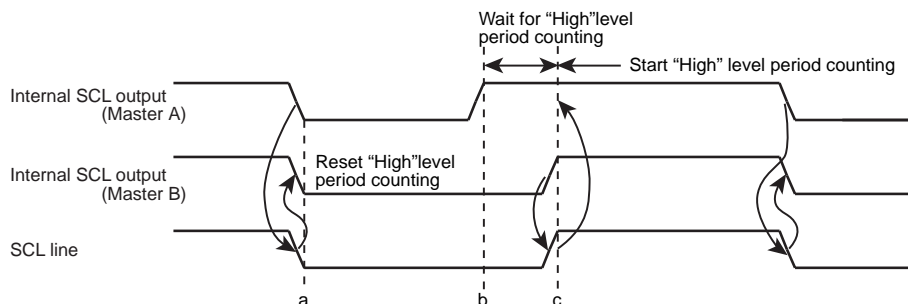 Wait for “High”level
period counting
Start “High” level period counting
Internal SCL output
(Master A)
Internal SCL output
(Master B)
Reset “High”level
period counting
SCL line
a
b
c